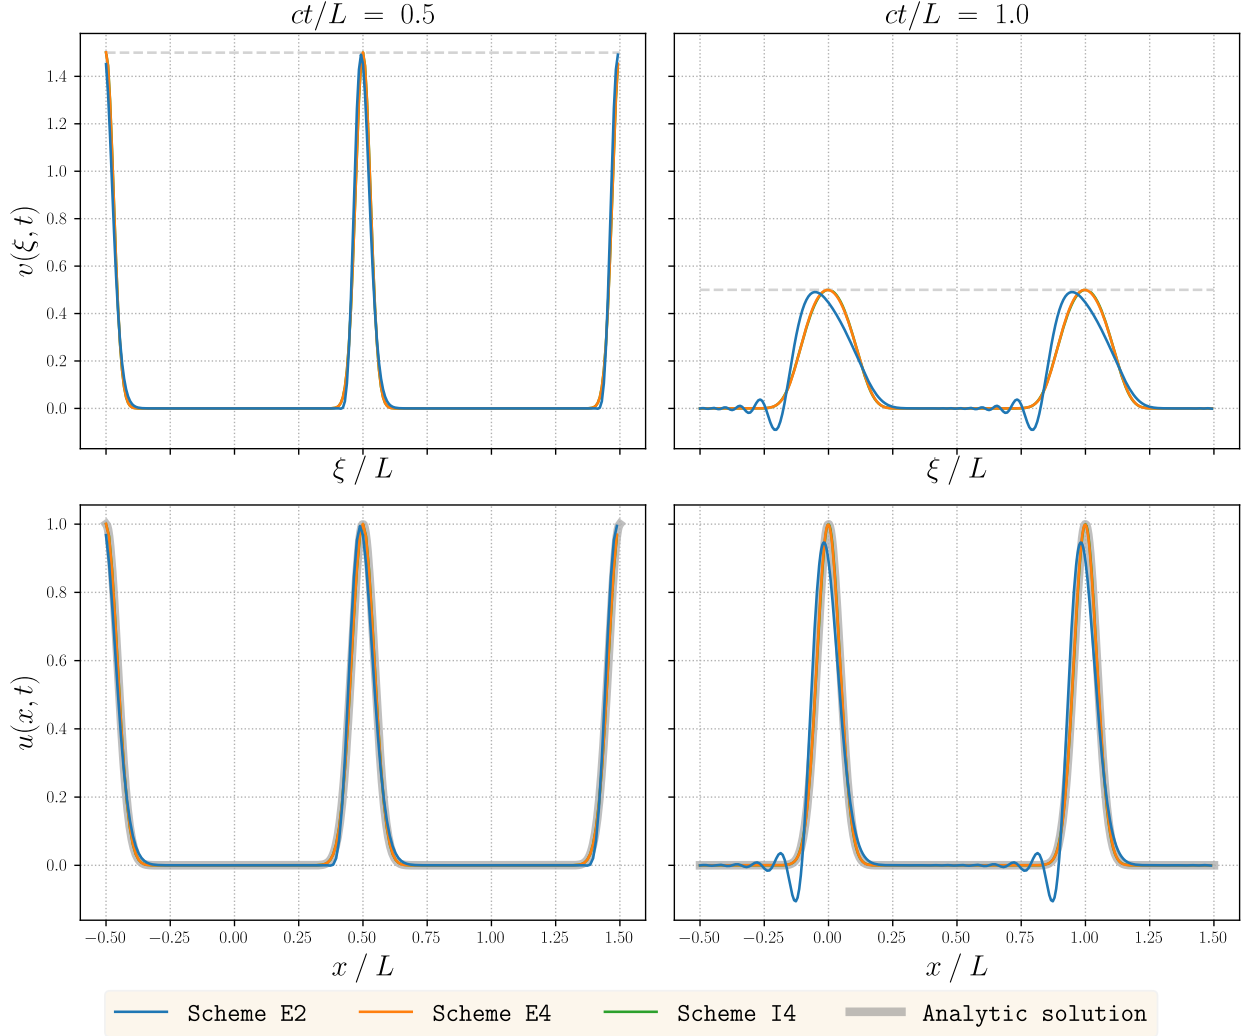 ct/L = 0.5
ct/L = 1.0
v(ξ, t)
1.4
1.2
1.0
0.8
0.6
0.4
0.2
0.0
ξ / L
ξ / L
u(x, t)
1.0
0.8
0.6
0.4
0.2
0.0
−0.50 −0.25 0.00 0.25 0.50 0.75 1.00 1.25 1.50
−0.50 −0.25 0.00 0.25 0.50 0.75 1.00 1.25 1.50
x / L
x / L
Scheme E2 Scheme E4 Scheme I4 Analytic solution